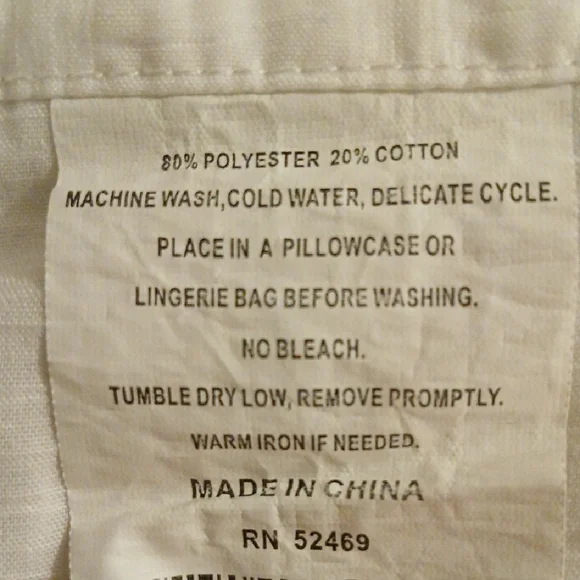 80% POLYESTER 20% COTTON
MACHINE WASH,COLD WATER, DELICATE CYCLE.
PLACE IN A PILLOWCASE OR
LINGERIE BAG BEFORE WASHING.
NO BLEACH.
TUMBLE DRY LOW, REMOVE PROMPTLY.
WARM IRON IF NEEDED.
MADE IN CHINA
RN 52469